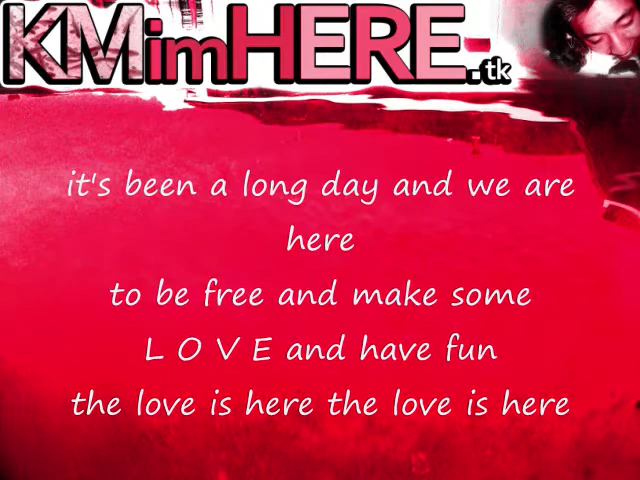 KMimHERE.tk
it's been a long day and we are
here
to be free and make some
L O V E and have fun
the love is here the love is here